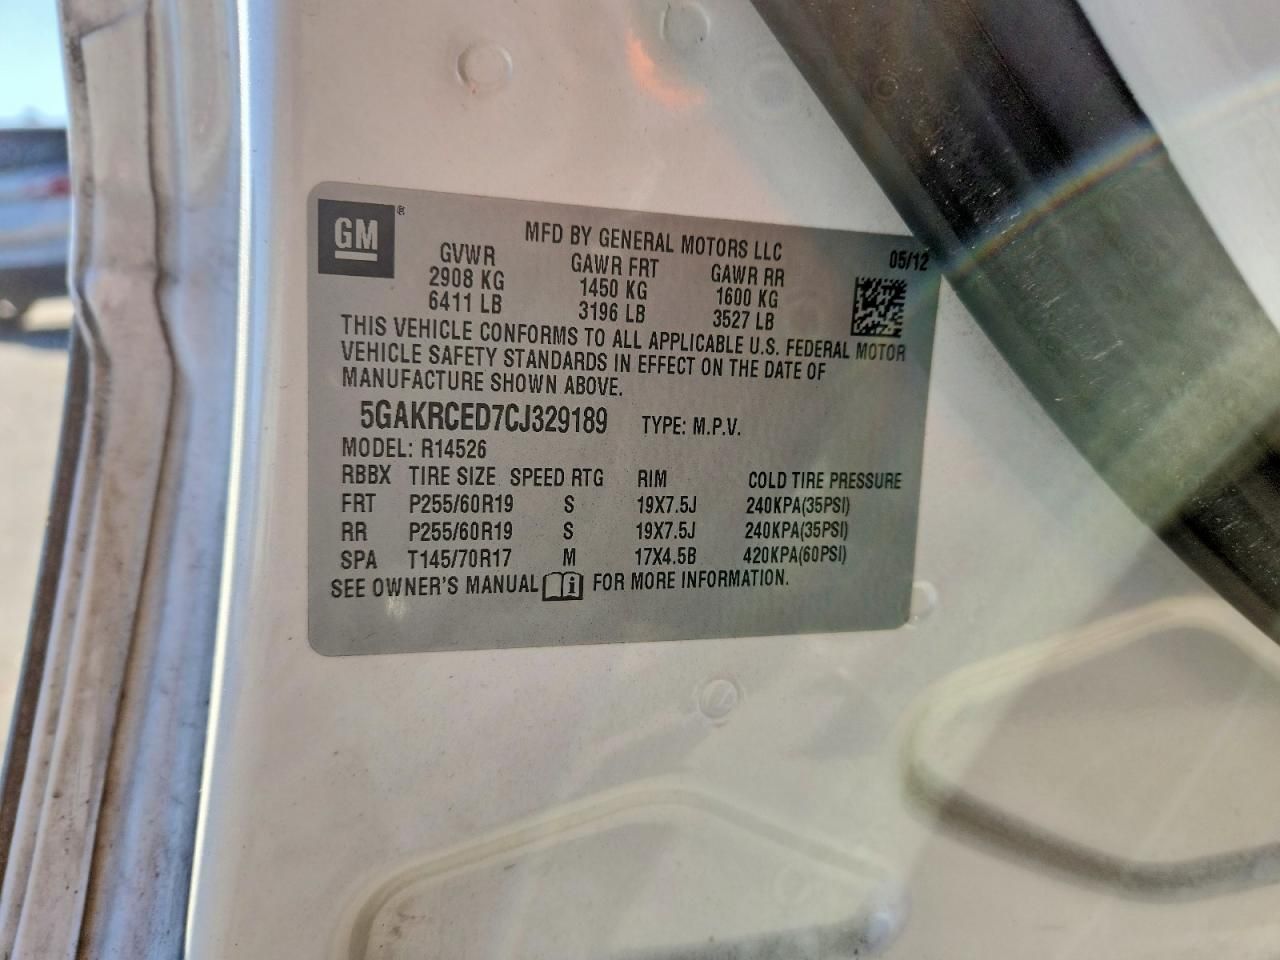 GM®
MFD BY GENERAL MOTORS LLC 05/12
GVWR GAWR FRT GAWR RR
2908 KG 1450 KG 1600 KG
6411 LB 3196 LB 3527 LB
THIS VEHICLE CONFORMS TO ALL APPLICABLE U.S. FEDERAL MOTOR
VEHICLE SAFETY STANDARDS IN EFFECT ON THE DATE OF
MANUFACTURE SHOWN ABOVE.
5GAKRCED7CJ329189 TYPE: M.P.V.
MODEL: R14526
RBBX TIRE SIZE SPEED RTG RIM COLD TIRE PRESSURE
FRT P255/60R19 S 19X7.5J 240KPA(35PSI)
RR P255/60R19 S 19X7.5J 240KPA(35PSI)
SPA T145/70R17 M 17X4.5B 420KPA(60PSI)
SEE OWNER'S MANUAL i FOR MORE INFORMATION.